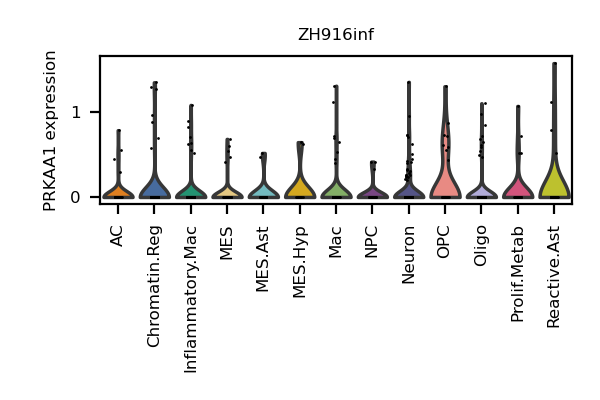 ZH916inf
PRKAA1 expression
1
0
AC
Chromatin.Reg
Inflammatory.Mac
MES
MES.Ast
MES.Hyp
Mac
NPC
Neuron
OPC
Oligo
Prolif.Metab
Reactive.Ast